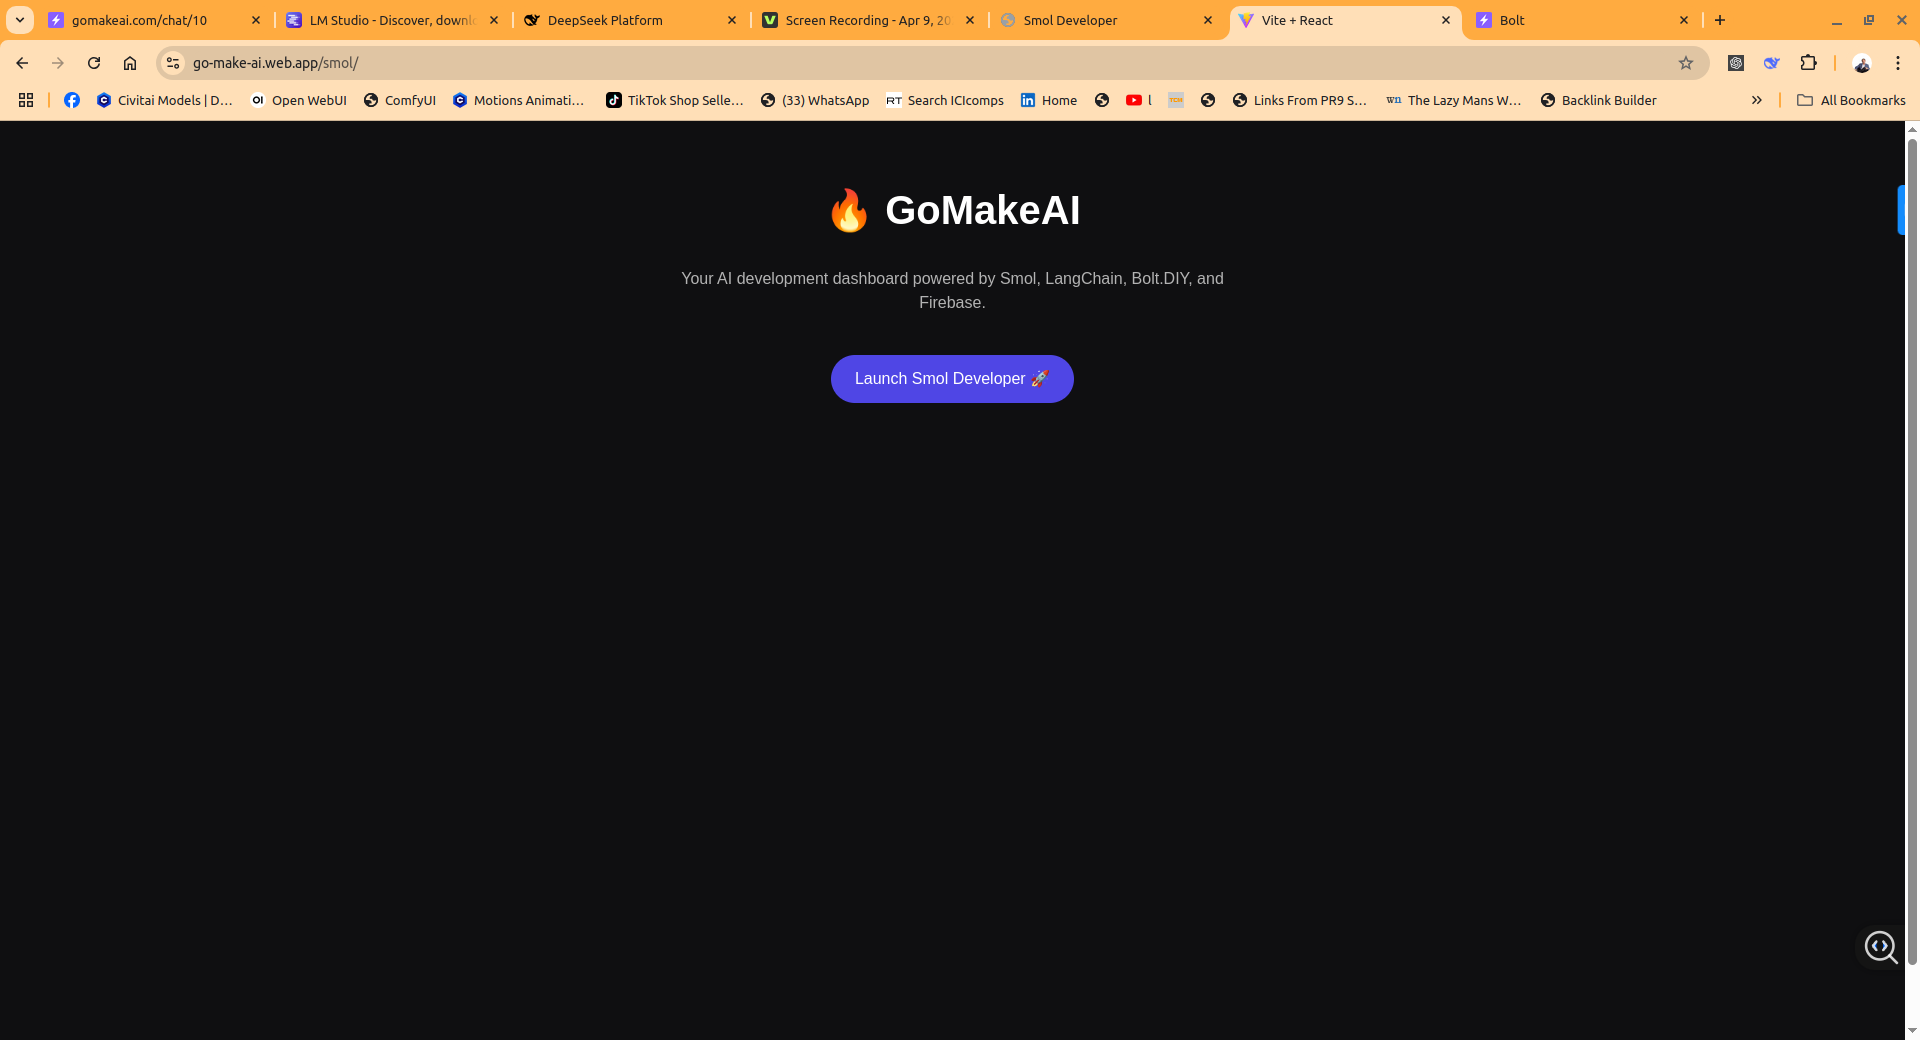 gomakeai.com/chat/10
LM Studio - Discover, downl
DeepSeek Platform
Screen Recording - Apr 9, 20
Smol Developer
Vite + React
Bolt
go-make-ai.web.app/smol/
Civitai Models | D...
Open WebUI
ComfyUI
Motions Animati...
TikTok Shop Selle...
(33) WhatsApp
RT Search ICIcomps
Home
l
Links From PR9 S...
wn The Lazy Mans W...
Backlink Builder
All Bookmarks
🔥 GoMakeAI
Your AI development dashboard powered by Smol, LangChain, Bolt.DIY, and
Firebase.
Launch Smol Developer 🚀